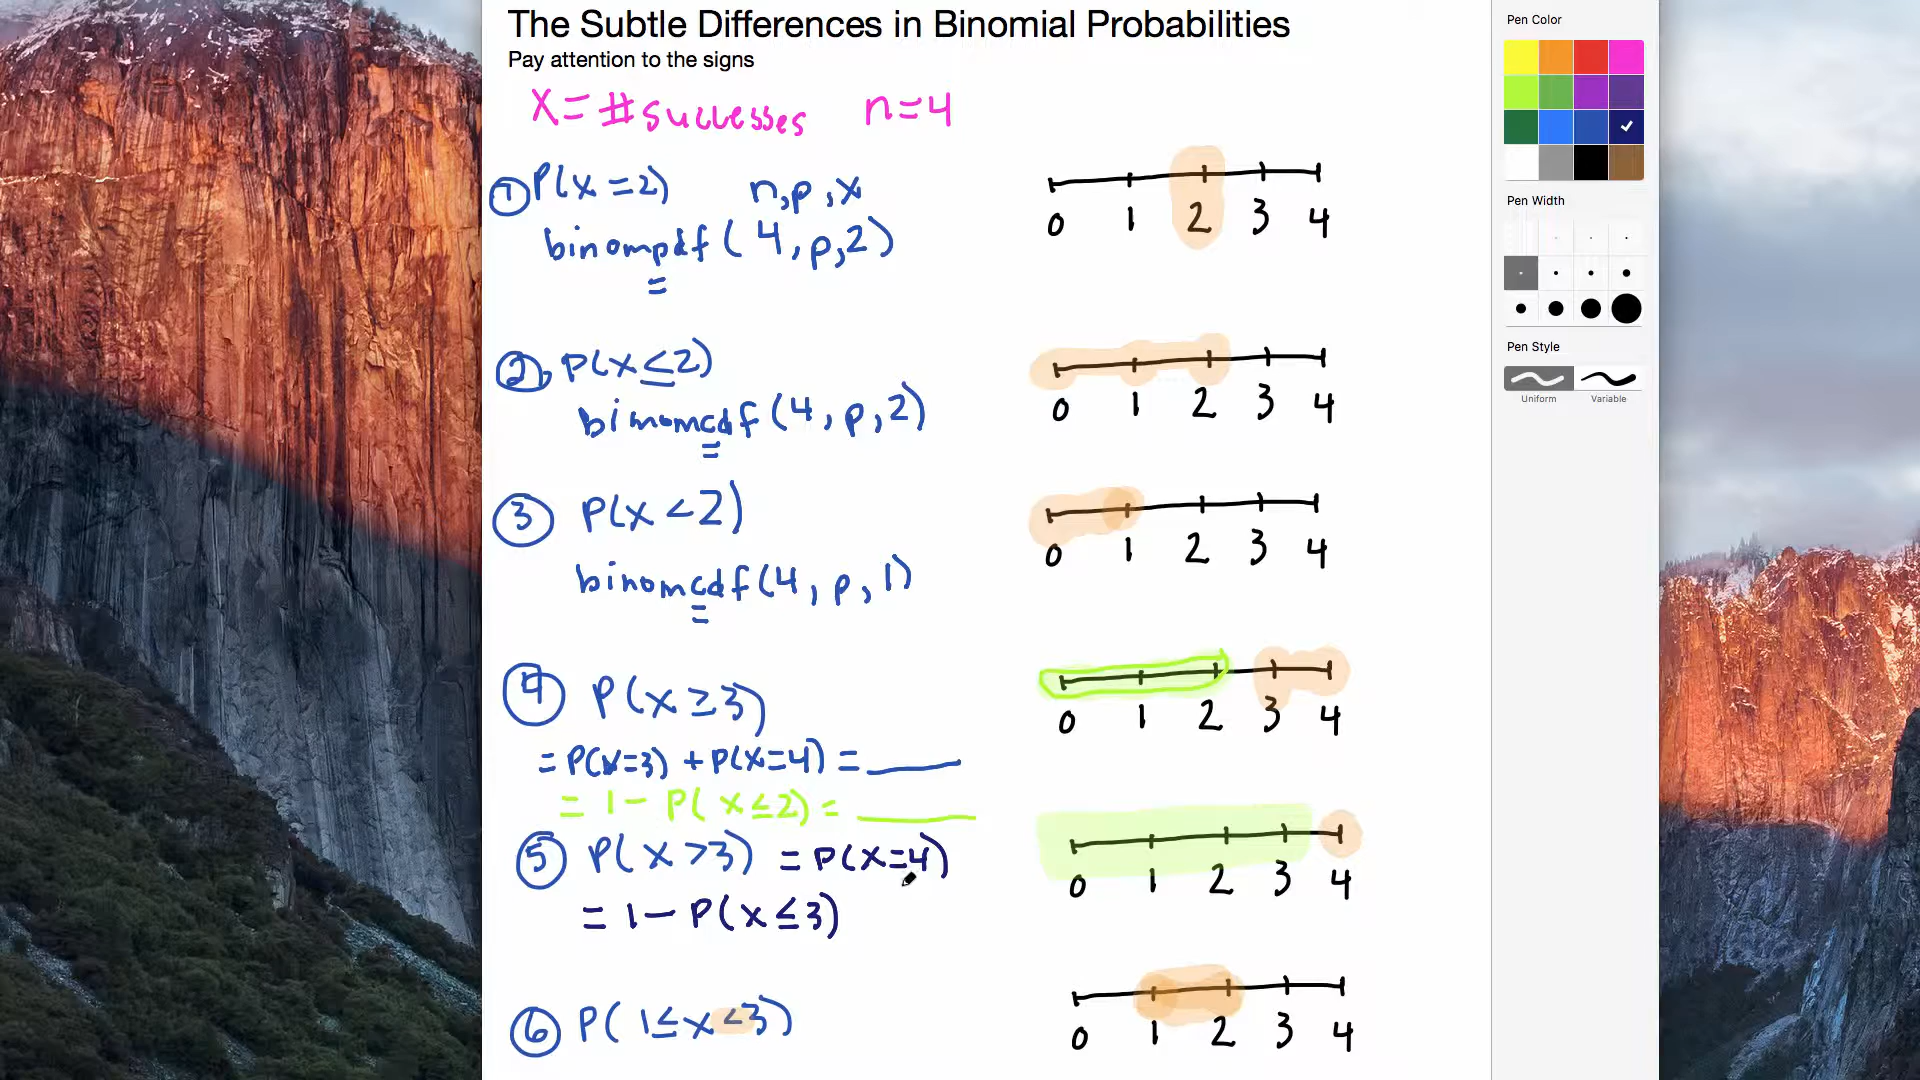 The Subtle Differences in Binomial Probabilities
Pay attention to the signs
X = # successes n = 4
① P(x = 2) n, p, x
binompdf (4, p, 2)
0 1 2 3 4
②. P(x ≤ 2)
binomcdf (4, p, 2)
0 1 2 3 4
③ P(x < 2)
binomcdf (4, p, 1)
0 1 2 3 4
④ P(x ≥ 3)
= P(x=3) + P(x=4) = ____
= 1 - P(x ≤ 2) = ____
0 1 2 3 4
⑤ P(x > 3) = P(x=4)
= 1 - P(x ≤ 3)
0 1 2 3 4
⑥ P(1 ≤ x < 3)
0 1 2 3 4
Pen Color
Pen Width
Pen Style
Uniform Variable